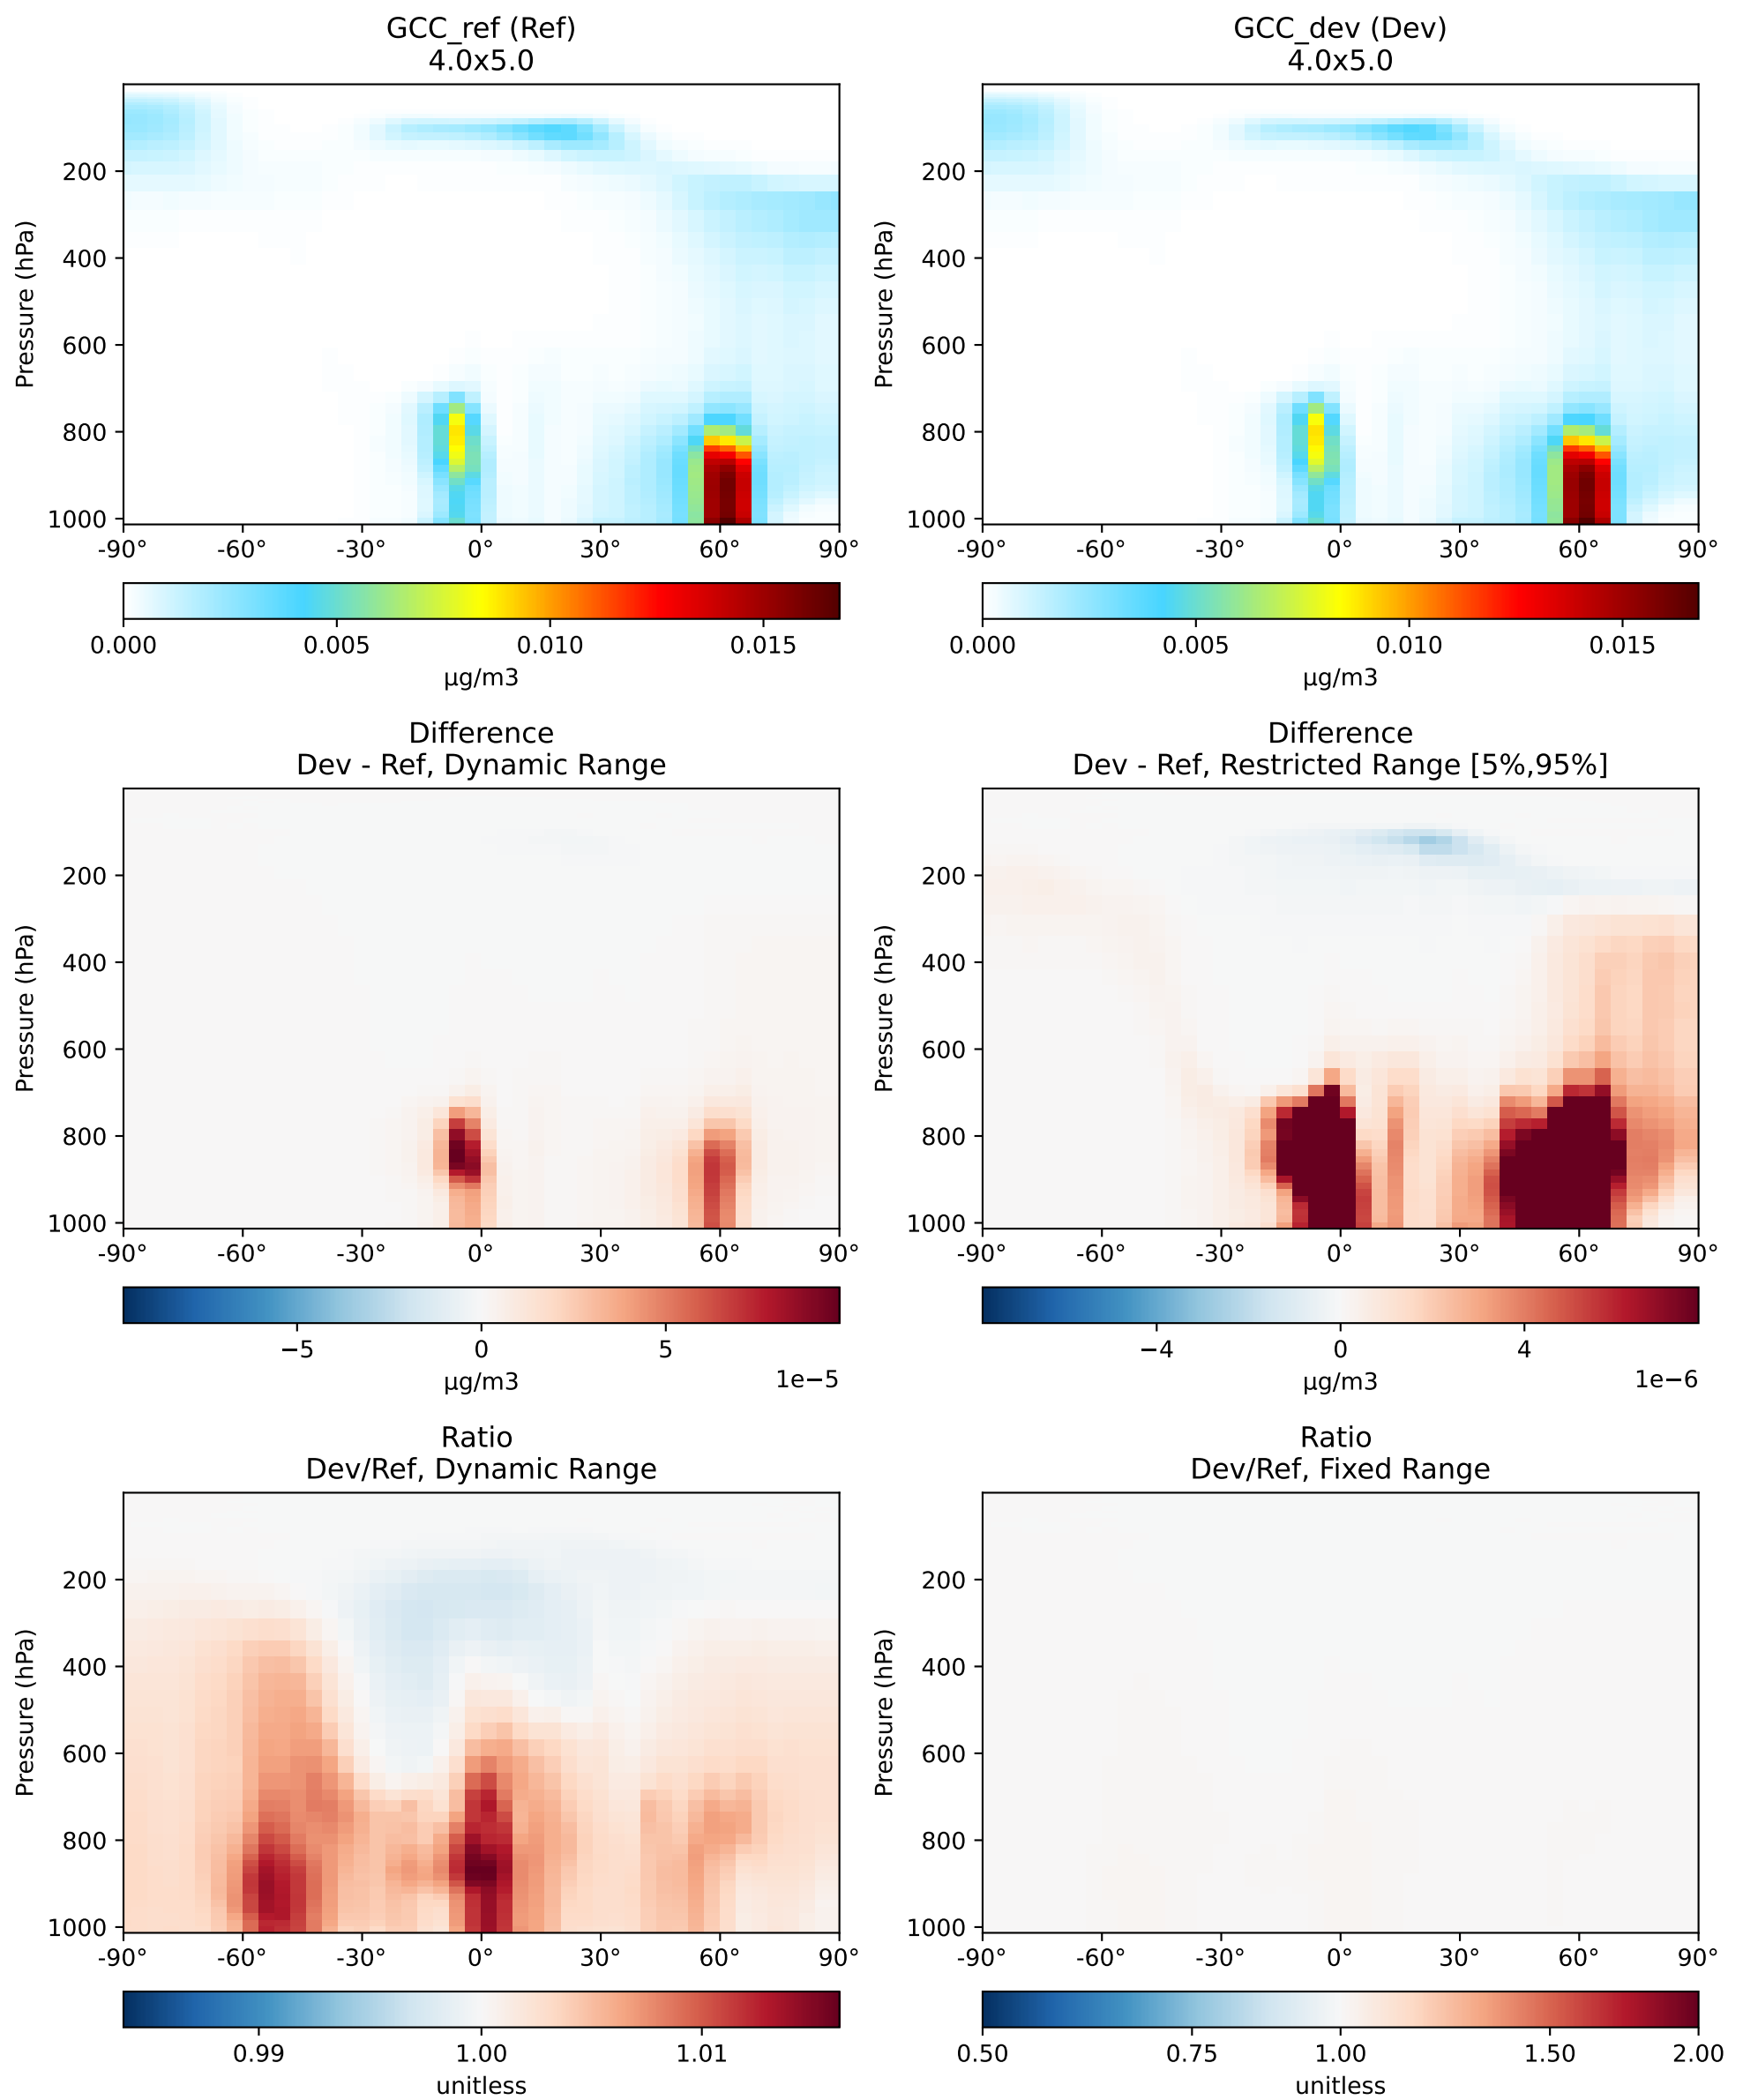 GCC_ref (Ref)
4.0x5.0
Pressure (hPa)
200
400
600
800
1000
-90° -60° -30° 0° 30° 60° 90°
0.000 0.005 0.010 0.015
µg/m3
GCC_dev (Dev)
4.0x5.0
Pressure (hPa)
200
400
600
800
1000
-90° -60° -30° 0° 30° 60° 90°
0.000 0.005 0.010 0.015
µg/m3
Difference
Dev - Ref, Dynamic Range
Pressure (hPa)
200
400
600
800
1000
-90° -60° -30° 0° 30° 60° 90°
−5 0 5
µg/m3 1e−5
Difference
Dev - Ref, Restricted Range [5%,95%]
Pressure (hPa)
200
400
600
800
1000
-90° -60° -30° 0° 30° 60° 90°
−4 0 4
µg/m3 1e−6
Ratio
Dev/Ref, Dynamic Range
Pressure (hPa)
200
400
600
800
1000
-90° -60° -30° 0° 30° 60° 90°
0.99 1.00 1.01
unitless
Ratio
Dev/Ref, Fixed Range
Pressure (hPa)
200
400
600
800
1000
-90° -60° -30° 0° 30° 60° 90°
0.50 0.75 1.00 1.50 2.00
unitless